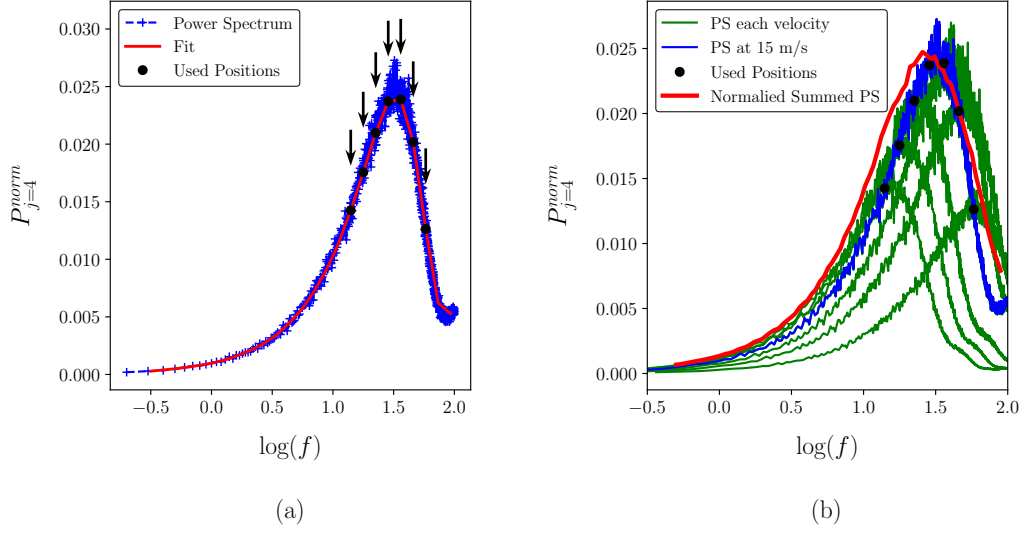 0.030
0.025
0.020
0.015
0.010
0.005
0.000
P_{j=4}^{norm}
Power Spectrum
Fit
Used Positions
−0.5 0.0 0.5 1.0 1.5 2.0
log(f)
(a)
0.025
0.020
0.015
0.010
0.005
0.000
P_{j=4}^{norm}
PS each velocity
PS at 15 m/s
Used Positions
Normalied Summed PS
−0.5 0.0 0.5 1.0 1.5 2.0
log(f)
(b)